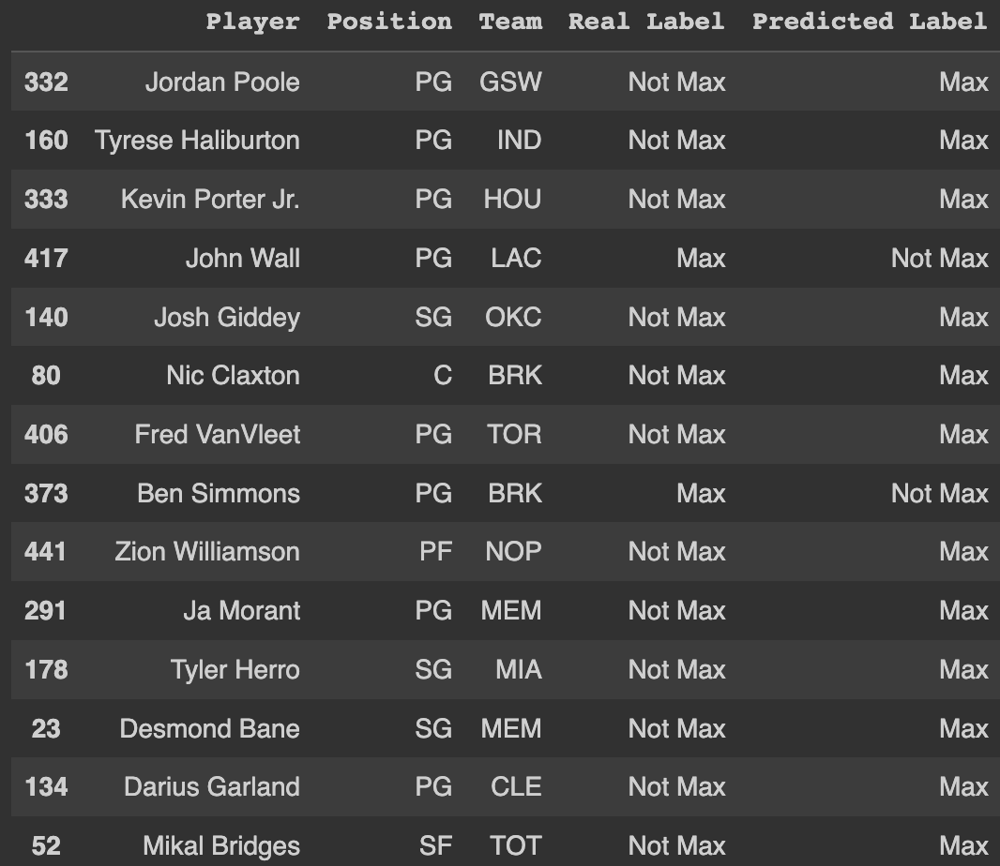 Player Position Team Real Label Predicted Label
332 Jordan Poole PG GSW Not Max Max
160 Tyrese Haliburton PG IND Not Max Max
333 Kevin Porter Jr. PG HOU Not Max Max
417 John Wall PG LAC Max Not Max
140 Josh Giddey SG OKC Not Max Max
80 Nic Claxton C BRK Not Max Max
406 Fred VanVleet PG TOR Not Max Max
373 Ben Simmons PG BRK Max Not Max
441 Zion Williamson PF NOP Not Max Max
291 Ja Morant PG MEM Not Max Max
178 Tyler Herro SG MIA Not Max Max
23 Desmond Bane SG MEM Not Max Max
134 Darius Garland PG CLE Not Max Max
52 Mikal Bridges SF TOT Not Max Max